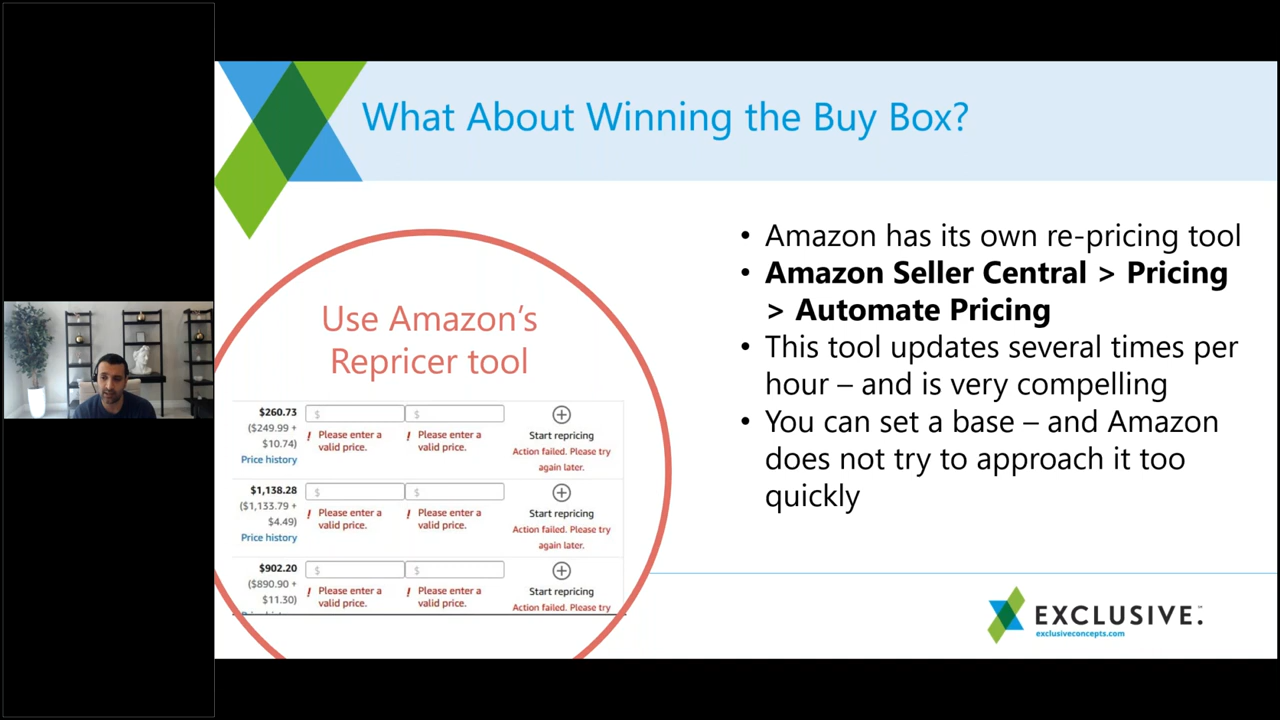 What About Winning the Buy Box?
Use Amazon's
Repricer tool
$260.73
($249.99 +
$10.74)
Price history
$
$
! Please enter a
valid price.
! Please enter a
valid price.
Start repricing
Action failed. Please try
again later.
$1,138.28
($1,133.79 +
$4.49)
Price history
$
$
! Please enter a
valid price.
! Please enter a
valid price.
Start repricing
Action failed. Please try
again later.
$902.20
($890.90 +
$11.30)
$
$
! Please enter a
valid price.
! Please enter a
valid price.
Start repricing
Action failed. Please try
• Amazon has its own re-pricing tool
• Amazon Seller Central > Pricing
> Automate Pricing
• This tool updates several times per
hour – and is very compelling
• You can set a base – and Amazon
does not try to approach it too
quickly
EXCLUSIVE.
exclusiveconcepts.com